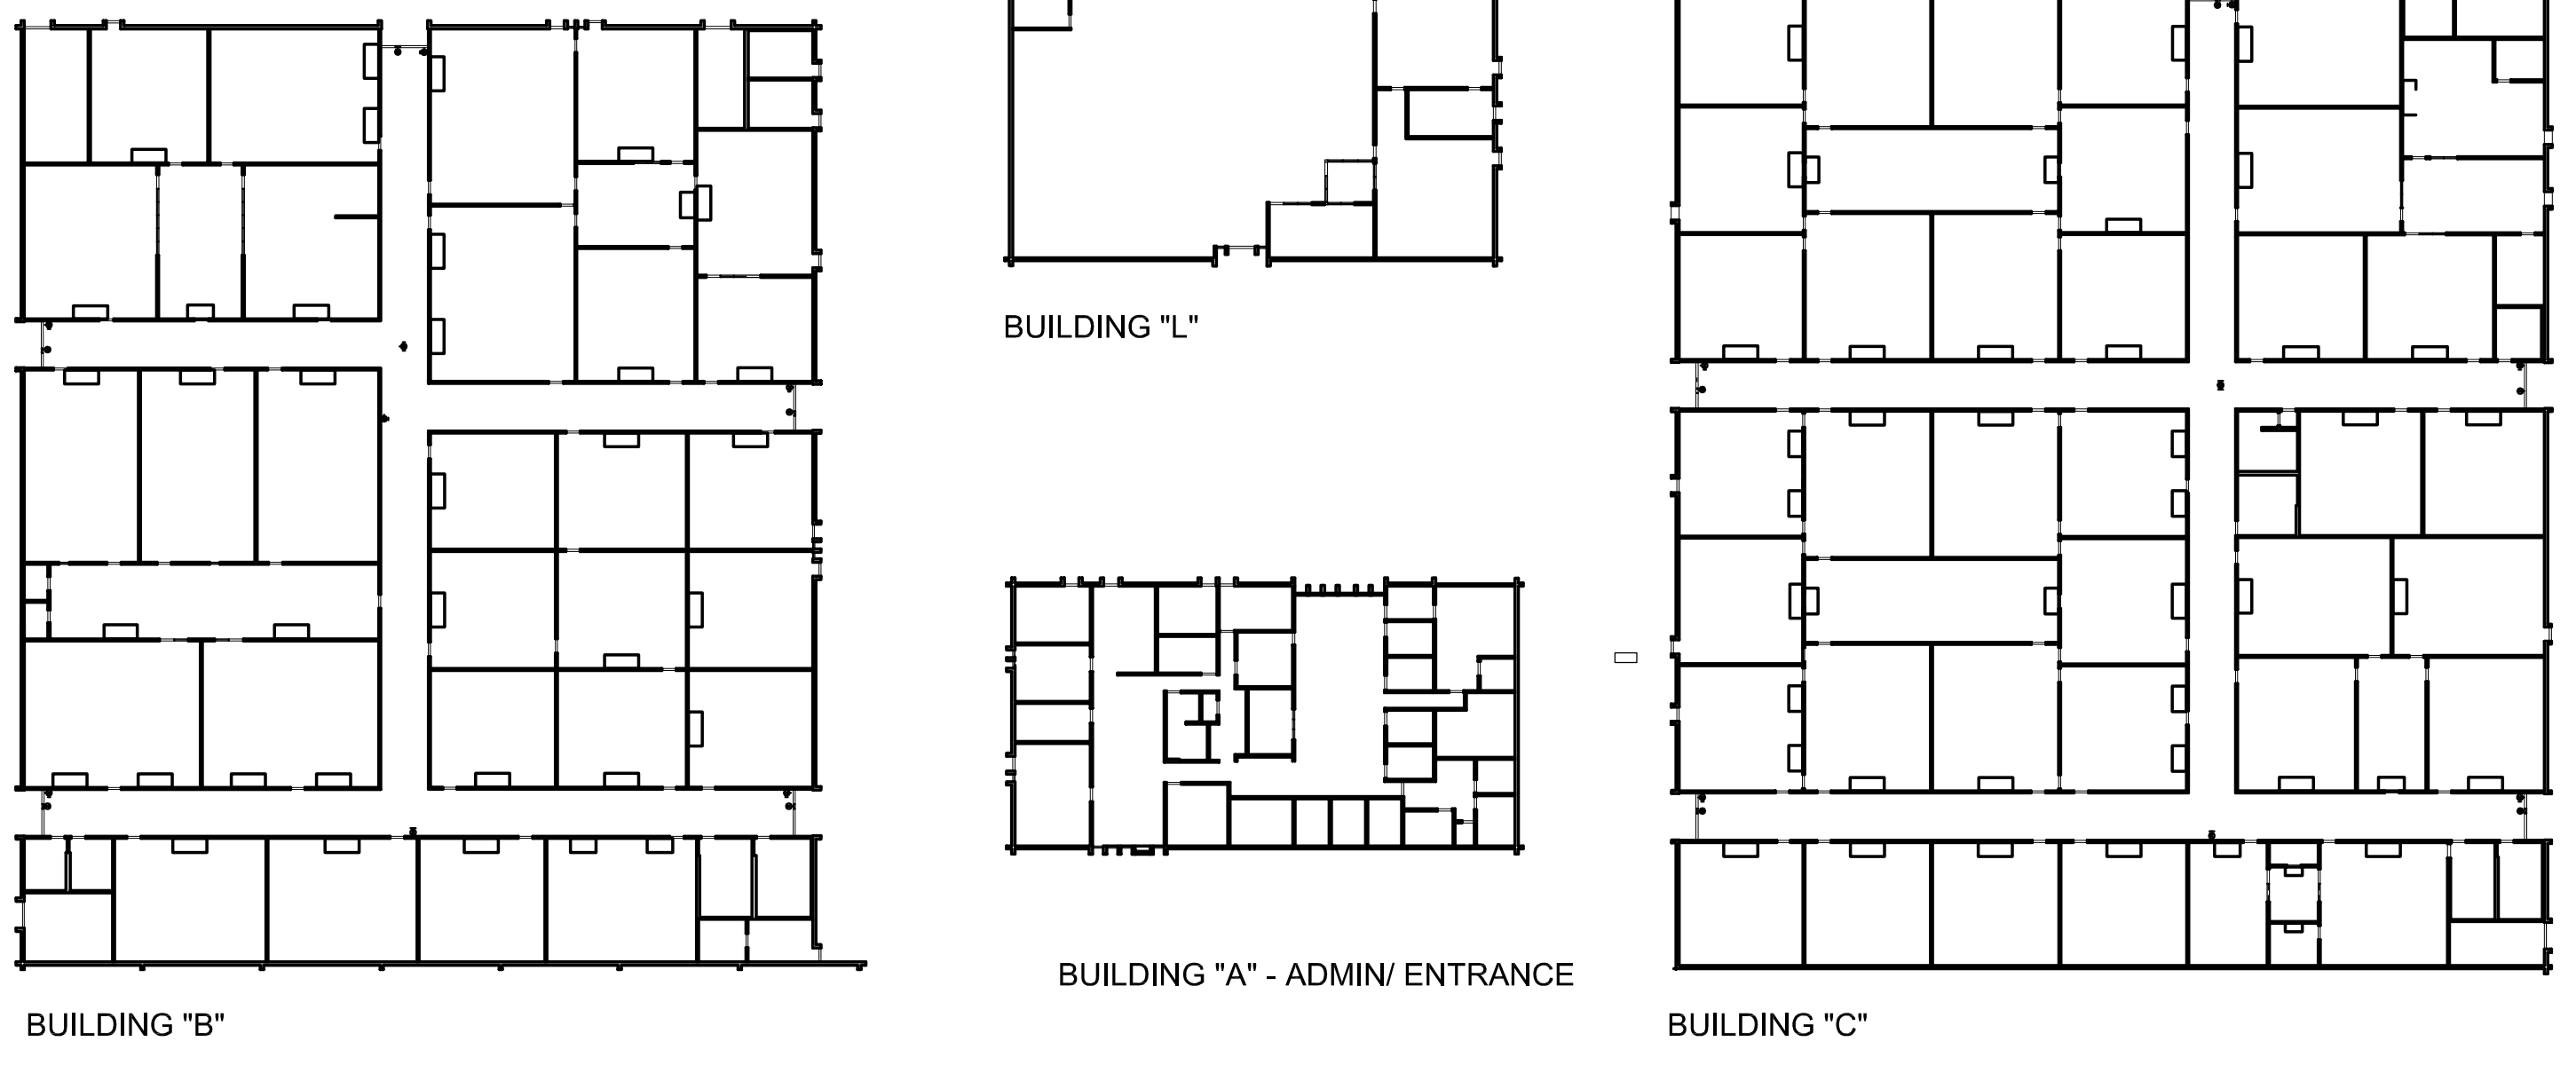 BUILDING "L"
BUILDING "A" - ADMIN/ ENTRANCE
BUILDING "B"
BUILDING "C"